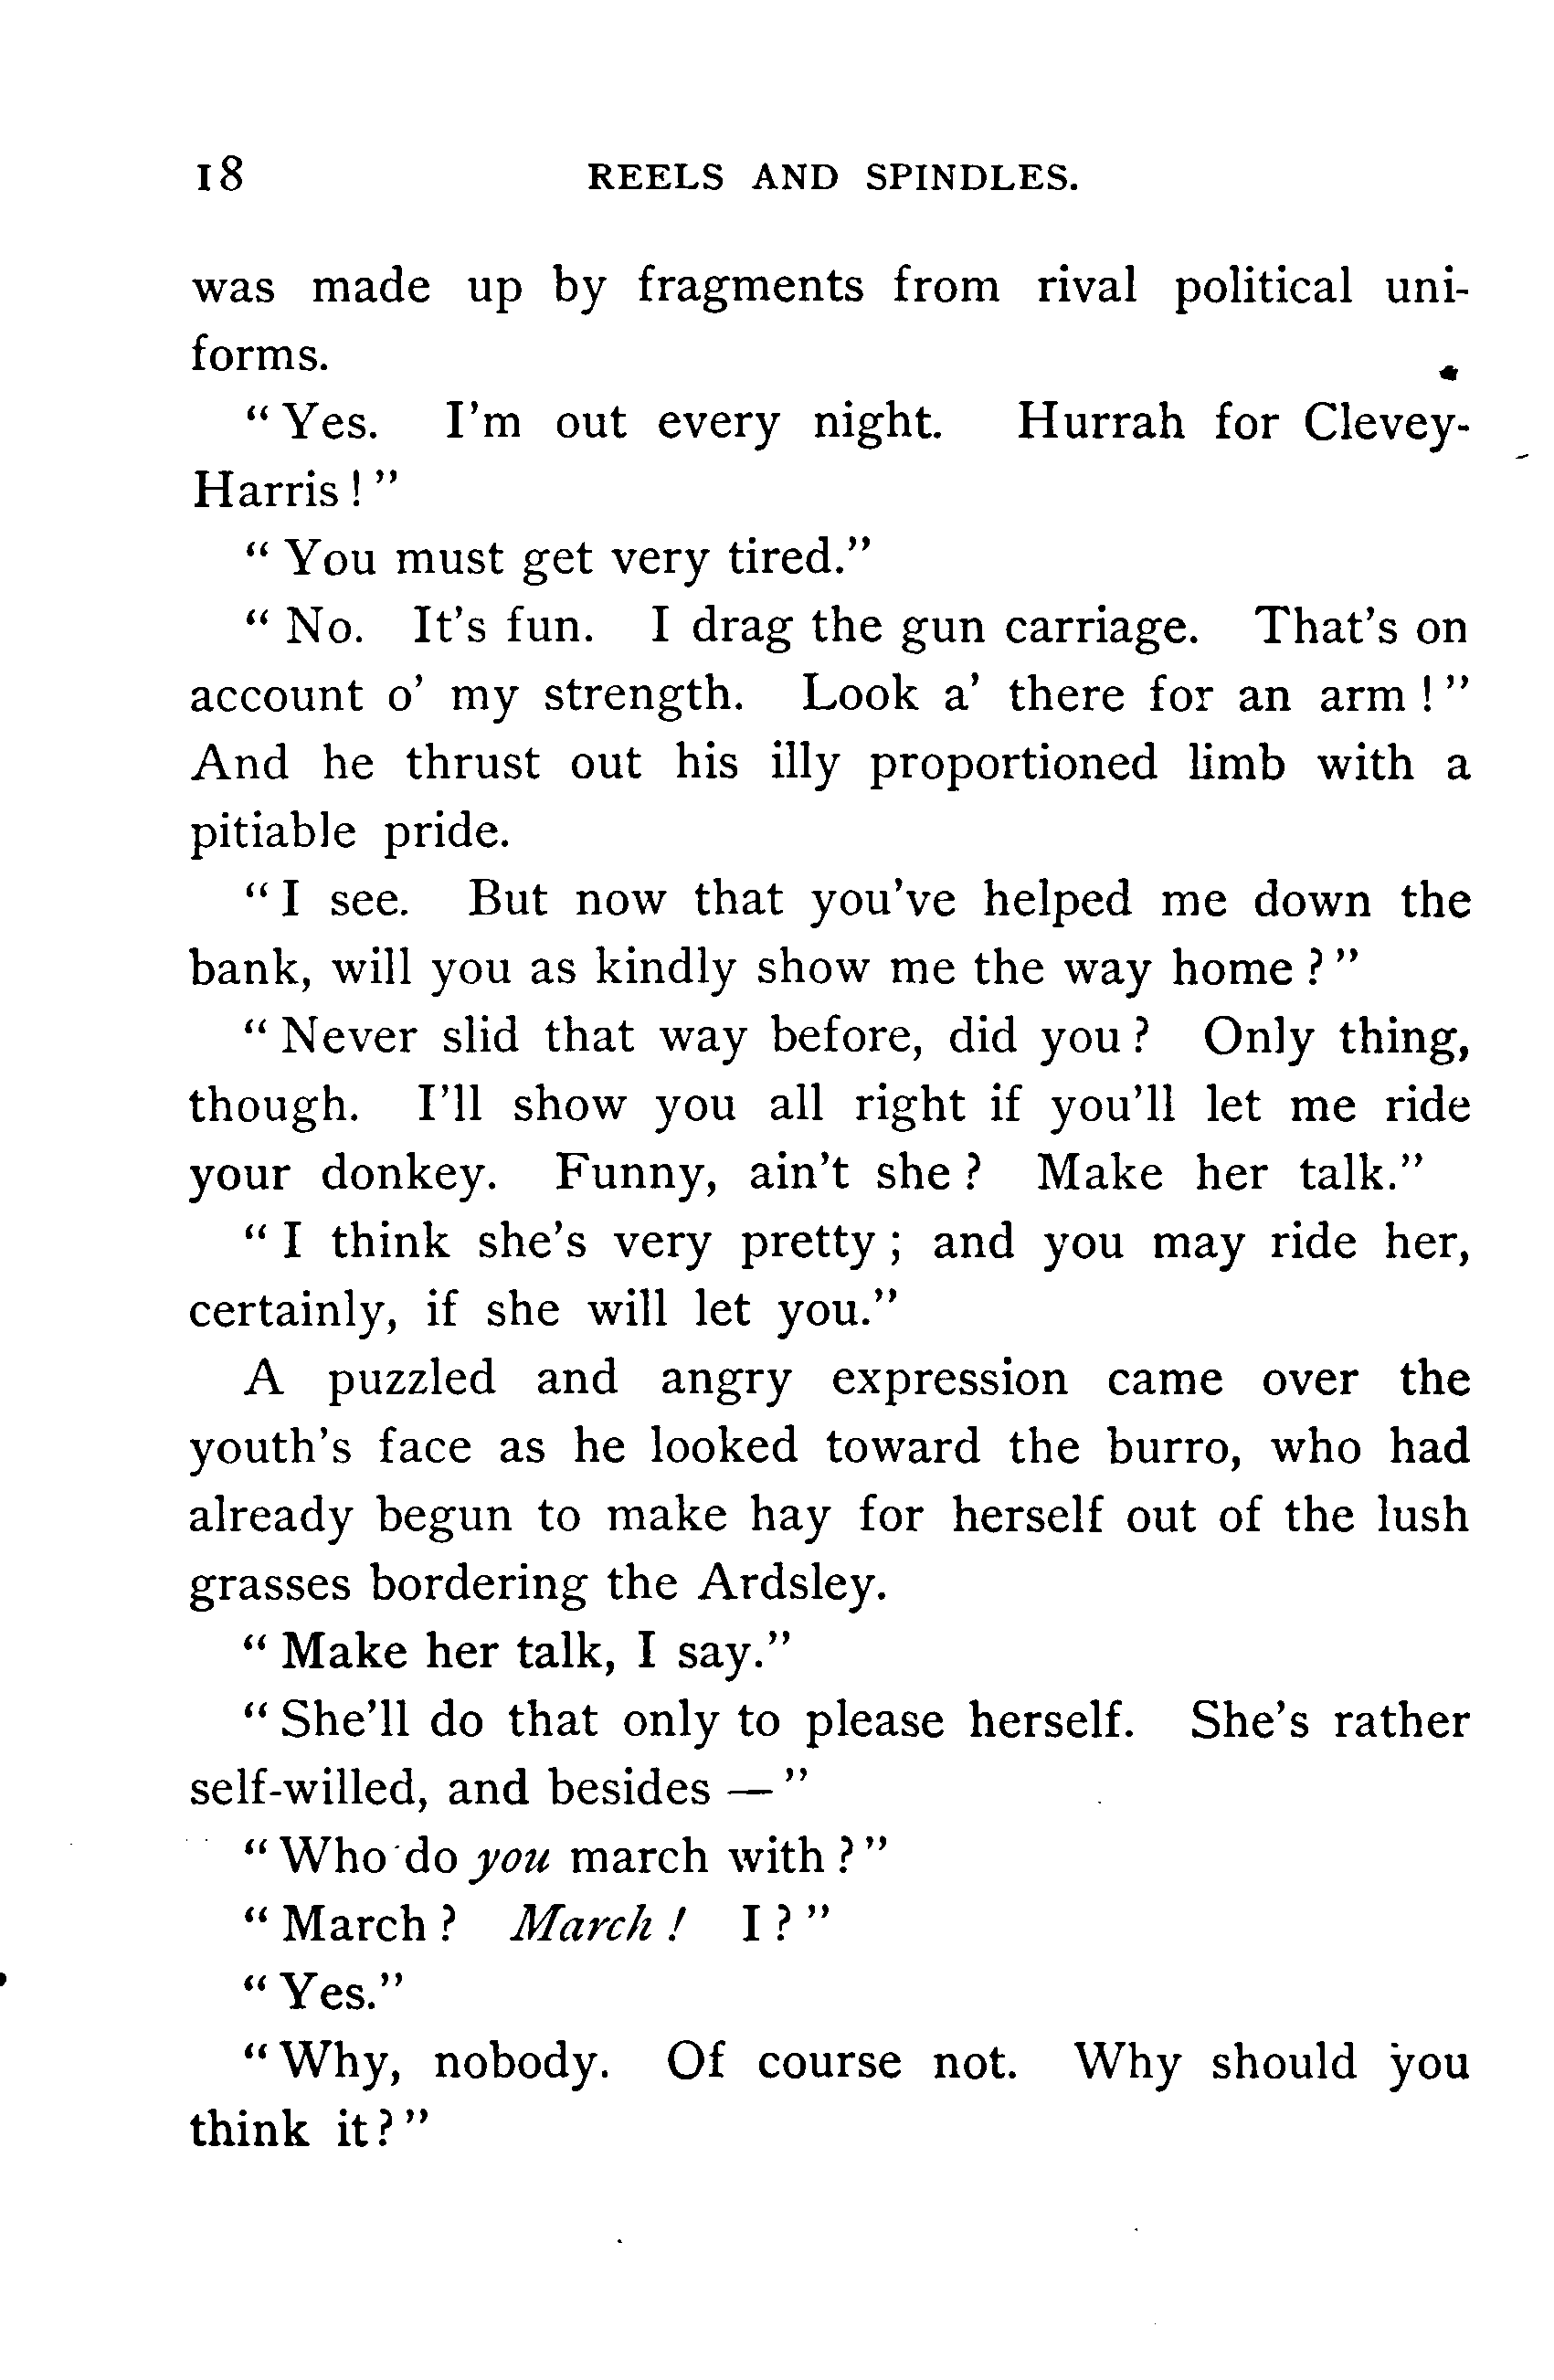 18 REELS AND SPINDLES.
was made up by fragments from rival political uni-
forms.
“Yes. I’m out every night. Hurrah for Clevey-
Harris!”
“You must get very tired.”
“No. It’s fun. I drag the gun carriage. That’s on
account o’ my strength. Look a’ there for an arm!”
And he thrust out his illy proportioned limb with a
pitiable pride.
“I see. But now that you’ve helped me down the
bank, will you as kindly show me the way home?”
“Never slid that way before, did you? Only thing,
though. I’ll show you all right if you’ll let me ride
your donkey. Funny, ain’t she? Make her talk.”
“I think she’s very pretty; and you may ride her,
certainly, if she will let you.”
A puzzled and angry expression came over the
youth’s face as he looked toward the burro, who had
already begun to make hay for herself out of the lush
grasses bordering the Ardsley.
“Make her talk, I say.”
“She’ll do that only to please herself. She’s rather
self-willed, and besides —”
“Who do you march with?”
“March? March! I?”
“Yes.”
“Why, nobody. Of course not. Why should you
think it?”